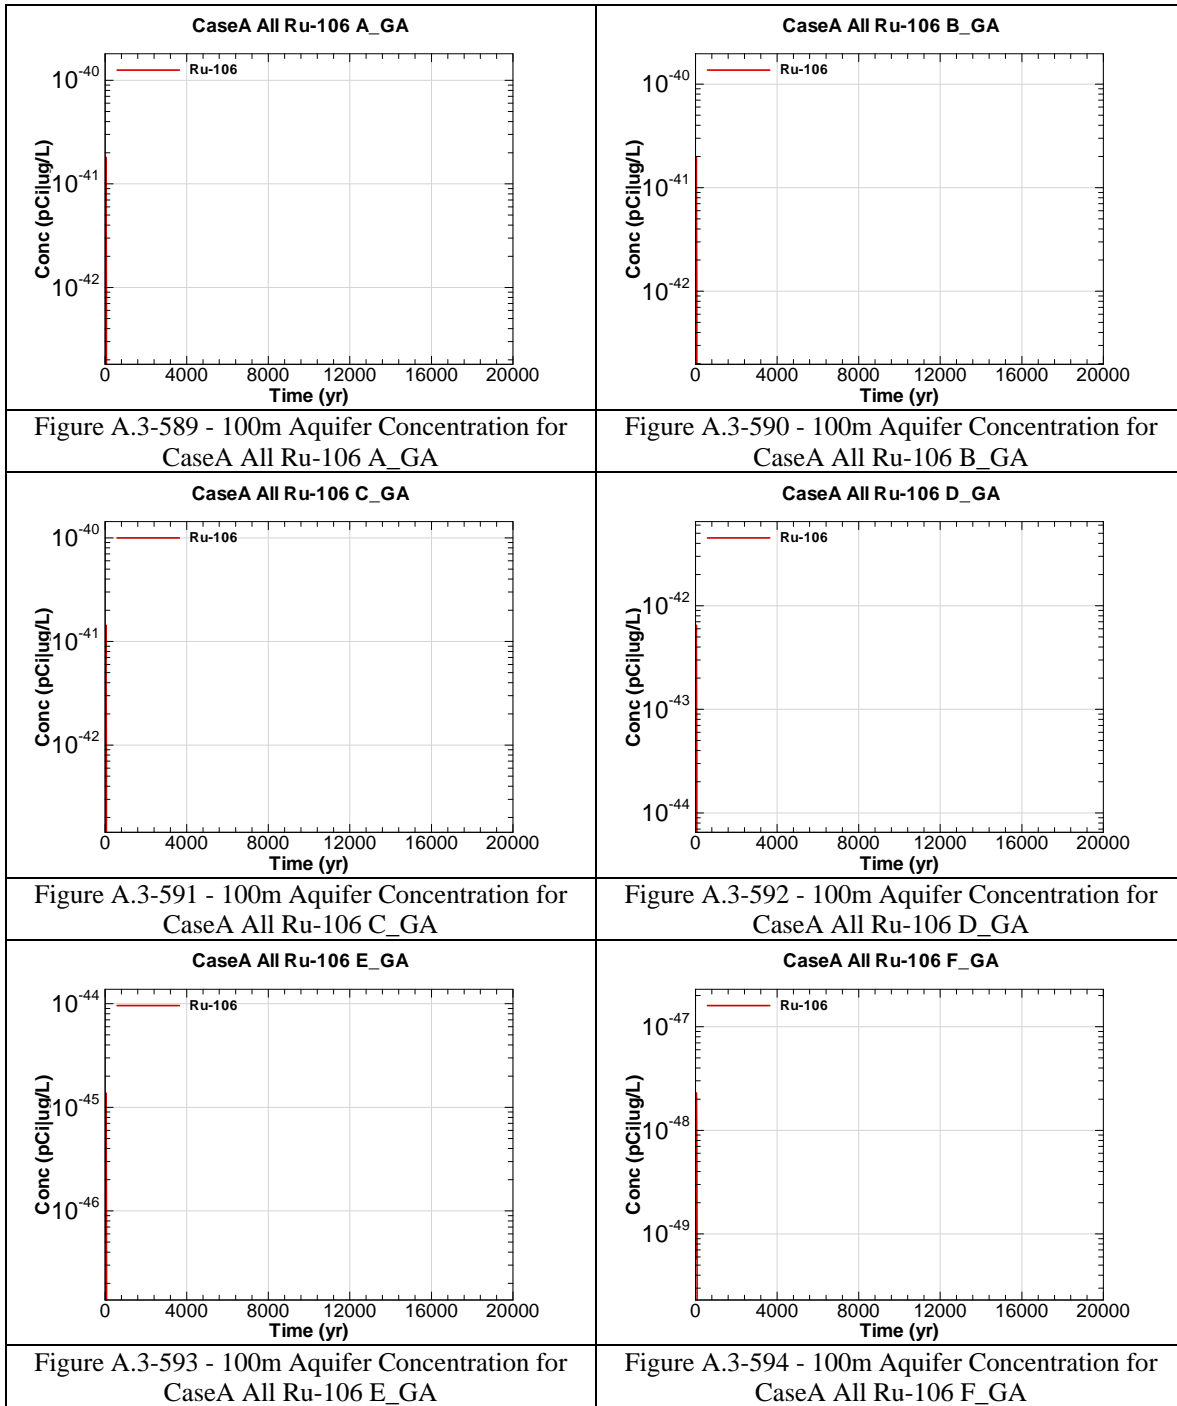 CaseA All Ru-106 A_GA
Ru-106
10-40
10-41
10-42
Conc (pCi|ug/L)
0 4000 8000 12000 16000 20000
Time (yr)
Figure A.3-589 - 100m Aquifer Concentration for
CaseA All Ru-106 A_GA
CaseA All Ru-106 B_GA
Ru-106
10-40
10-41
10-42
Conc (pCi|ug/L)
0 4000 8000 12000 16000 20000
Time (yr)
Figure A.3-590 - 100m Aquifer Concentration for
CaseA All Ru-106 B_GA
CaseA All Ru-106 C_GA
Ru-106
10-40
10-41
10-42
Conc (pCi|ug/L)
0 4000 8000 12000 16000 20000
Time (yr)
Figure A.3-591 - 100m Aquifer Concentration for
CaseA All Ru-106 C_GA
CaseA All Ru-106 D_GA
Ru-106
10-42
10-43
10-44
Conc (pCi|ug/L)
0 4000 8000 12000 16000 20000
Time (yr)
Figure A.3-592 - 100m Aquifer Concentration for
CaseA All Ru-106 D_GA
CaseA All Ru-106 E_GA
Ru-106
10-44
10-45
10-46
Conc (pCi|ug/L)
0 4000 8000 12000 16000 20000
Time (yr)
Figure A.3-593 - 100m Aquifer Concentration for
CaseA All Ru-106 E_GA
CaseA All Ru-106 F_GA
Ru-106
10-47
10-48
10-49
Conc (pCi|ug/L)
0 4000 8000 12000 16000 20000
Time (yr)
Figure A.3-594 - 100m Aquifer Concentration for
CaseA All Ru-106 F_GA